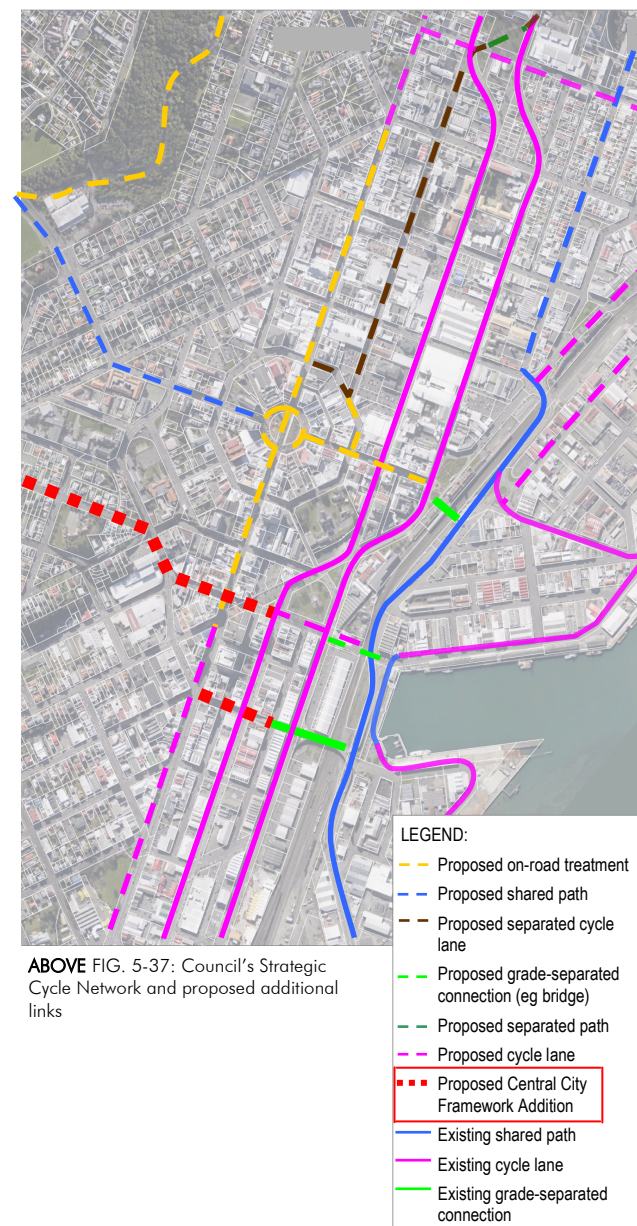 LEGEND:
Proposed on-road treatment
Proposed shared path
Proposed separated cycle
lane
Proposed grade-separated
connection (eg bridge)
Proposed separated path
Proposed cycle lane
Proposed Central City
Framework Addition
Existing shared path
Existing cycle lane
Existing grade-separated
connection
ABOVE FIG. 5-37: Council’s Strategic
Cycle Network and proposed additional
links